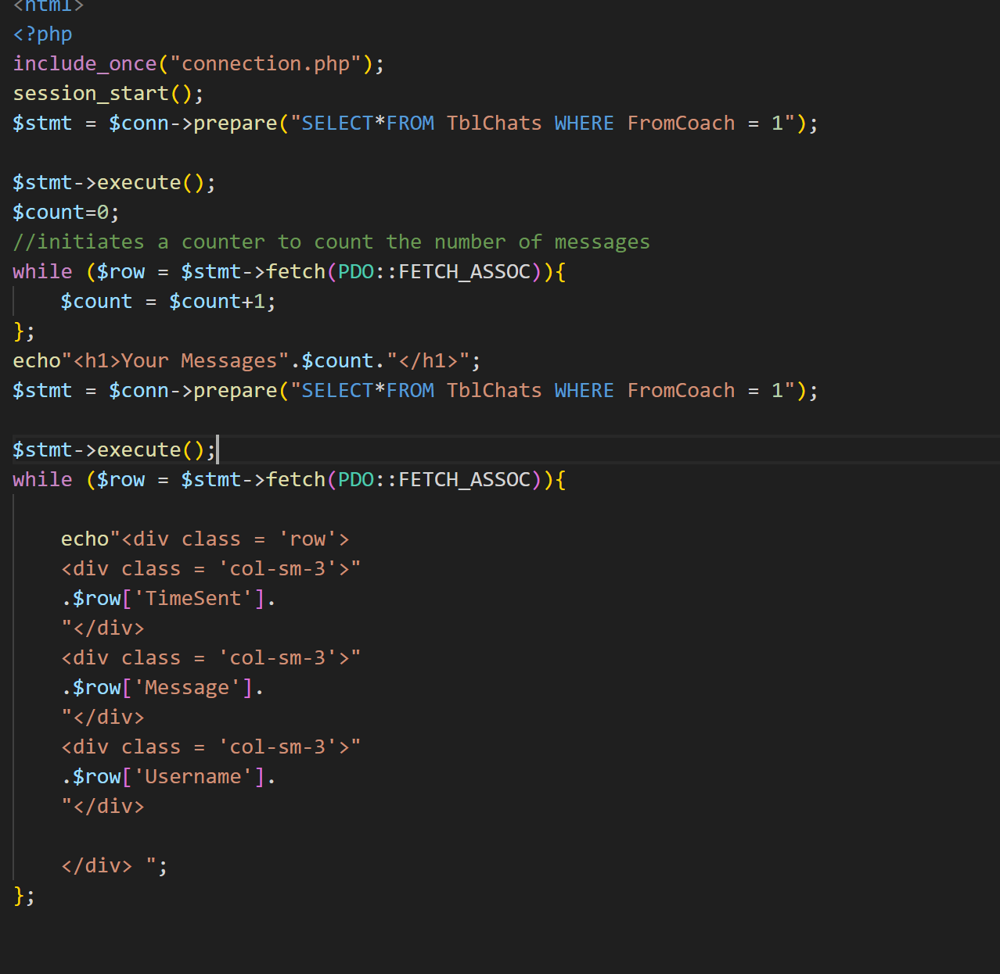 <html>
<?php
include_once("connection.php");
session_start();
$stmt = $conn->prepare("SELECT*FROM TblChats WHERE FromCoach = 1");
$stmt->execute();
$count=0;
//initiates a counter to count the number of messages
while ($row = $stmt->fetch(PDO::FETCH_ASSOC)){
    $count = $count+1;
};
echo"<h1>Your Messages".$count."</h1>";
$stmt = $conn->prepare("SELECT*FROM TblChats WHERE FromCoach = 1");
$stmt->execute();
while ($row = $stmt->fetch(PDO::FETCH_ASSOC)){
    echo"<div class = 'row'>
    <div class = 'col-sm-3'>"
    .$row['TimeSent'].
    "</div>
    <div class = 'col-sm-3'>"
    .$row['Message'].
    "</div>
    <div class = 'col-sm-3'>"
    .$row['Username'].
    "</div>
    </div> ";
};